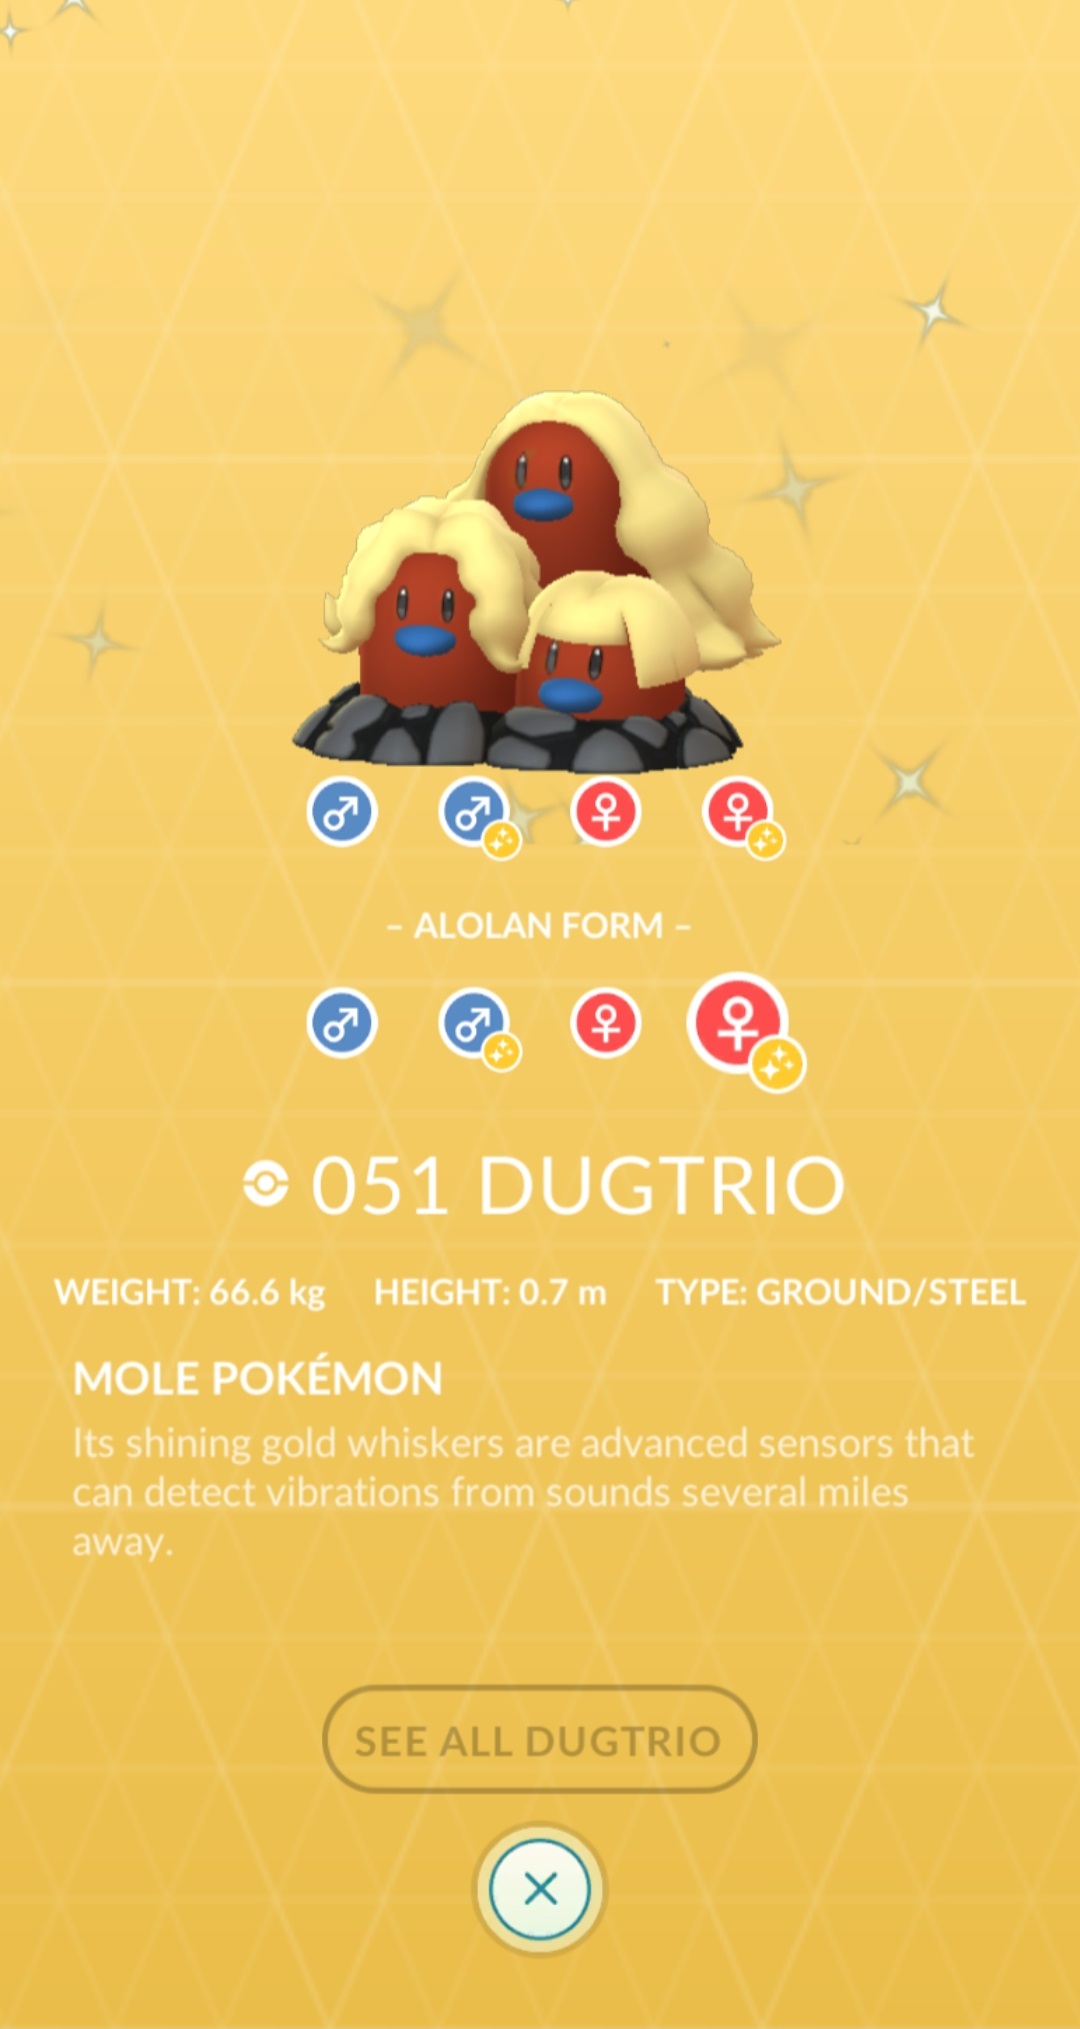 – ALOLAN FORM –
051 DUGTRIO
WEIGHT: 66.6 kg HEIGHT: 0.7 m TYPE: GROUND/STEEL
MOLE POKÉMON
Its shining gold whiskers are advanced sensors that
can detect vibrations from sounds several miles
away.
SEE ALL DUGTRIO